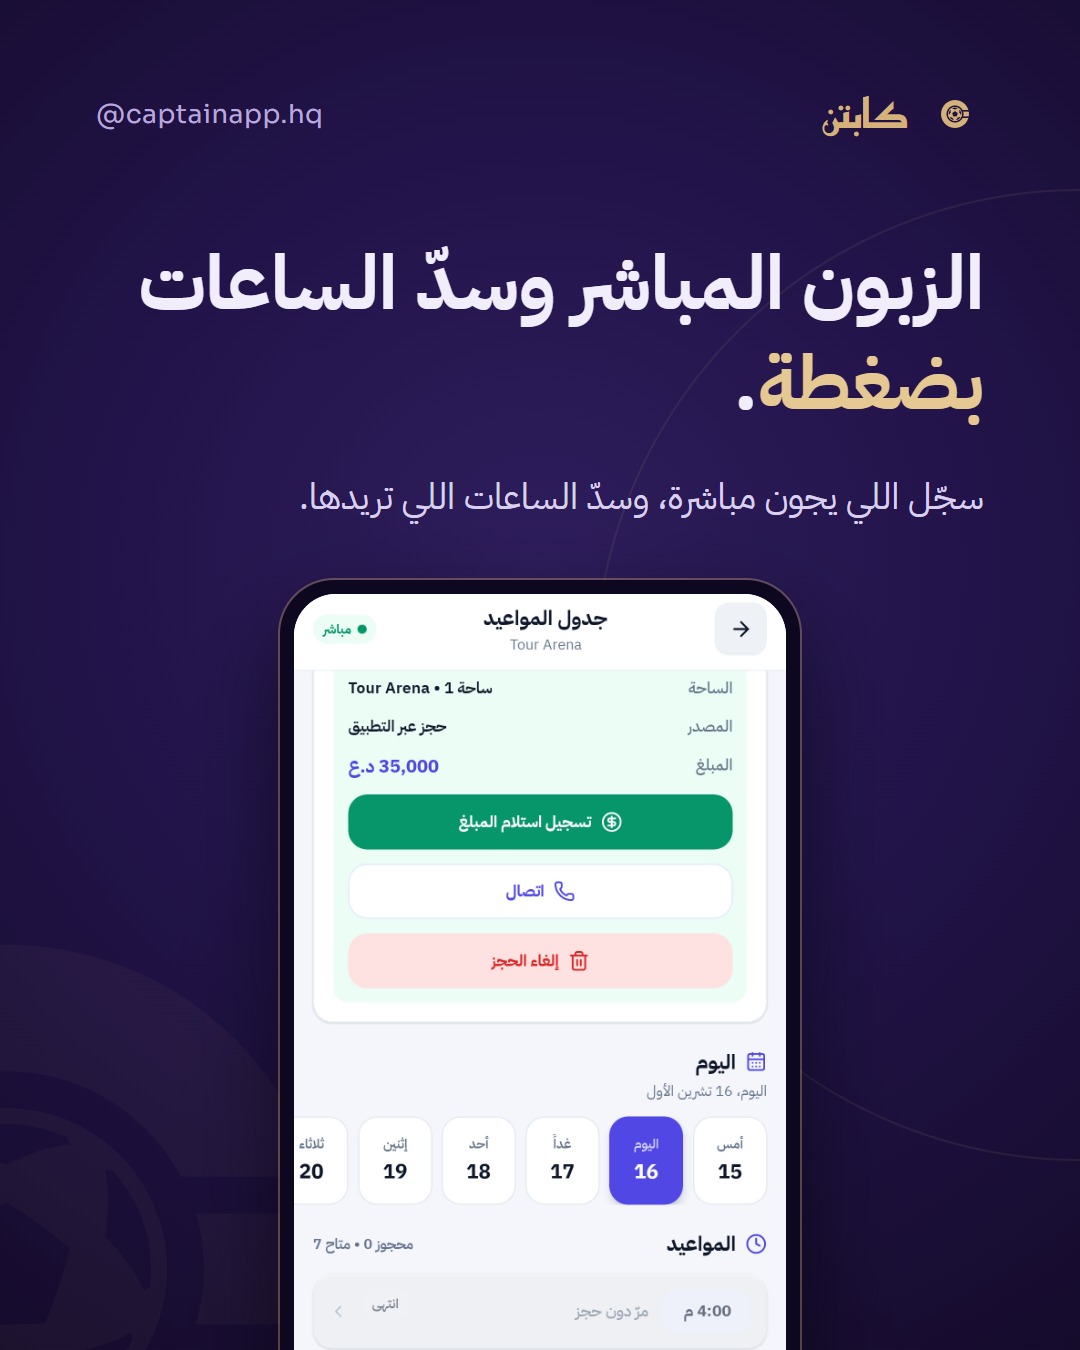 كابتن
@captainapp.hq
الزبون المباشر وسدّ الساعات
بضغطة.
سجّل اللي يجون مباشرة، وسدّ الساعات اللي تريدها.
جدول المواعيد
مباشر
Tour Arena
الساحة
Tour Arena • ساحة 1
المصدر
حجز عبر التطبيق
المبلغ
35,000 د.ع
تسجيل استلام المبلغ
اتصال
إلغاء الحجز
اليوم
اليوم، 16 تشرين الأول
أمس اليوم غداً أحد إثنين ثلاثاء
15 16 17 18 19 20
المواعيد
محجوز 0 • متاح 7
4:00 م
مرّ دون حجز
انتهى